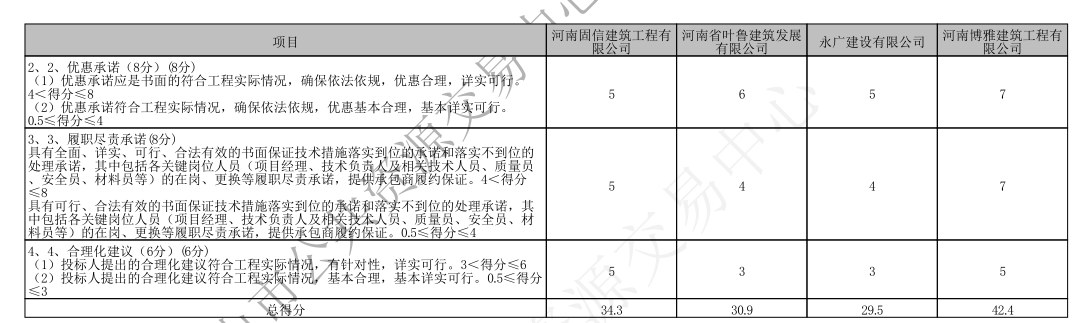 项目
河南固信建筑工程有
限公司
河南省叶鲁建筑发展
有限公司
永广建设有限公司
河南博雅建筑工程有
限公司
2、2、优惠承诺（8分）(8分)
（1）优惠承诺应是书面的符合工程实际情况，确保依法依规，优惠合理，详实可行。
4＜得分≤8
（2）优惠承诺符合工程实际情况，确保依法依规，优惠基本合理，基本详实可行。
0.5≤得分≤4
5
6
5
7
3、3、履职尽责承诺(8分)
具有全面、详实、可行、合法有效的书面保证技术措施落实到位的承诺和落实不到位的
处理承诺，其中包括各关键岗位人员（项目经理、技术负责人及相关技术人员、质量员
、安全员、材料员等）的在岗、更换等履职尽责承诺，提供承包商履约保证。4＜得分
≤8
具有可行、合法有效的书面保证技术措施落实到位的承诺和落实不到位的处理承诺，其
中包括各关键岗位人员（项目经理、技术负责人及相关技术人员、质量员、安全员、材
料员等）的在岗、更换等履职尽责承诺，提供承包商履约保证。0.5≤得分≤4
5
4
4
7
4、4、合理化建议（6分）(6分)
（1）投标人提出的合理化建议符合工程实际情况，有针对性，详实可行。3＜得分≤6
（2）投标人提出的合理化建议符合工程实际情况，基本合理，基本详实可行。0.5≤得分
≤3
5
3
3
5
总得分
34.3
30.9
29.5
42.4
市公共资源交易中心
源交易中心